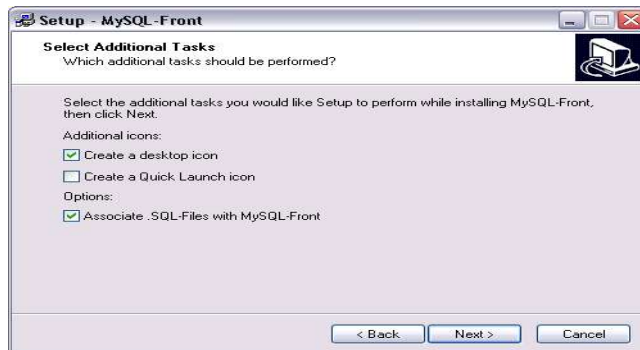 Setup - MySQL-Front
Select Additional Tasks
Which additional tasks should be performed?
Select the additional tasks you would like Setup to perform while installing MySQL-Front,
then click Next.
Additional icons:
Create a desktop icon
Create a Quick Launch icon
Options:
Associate .SQL-Files with MySQL-Front
< Back Next > Cancel